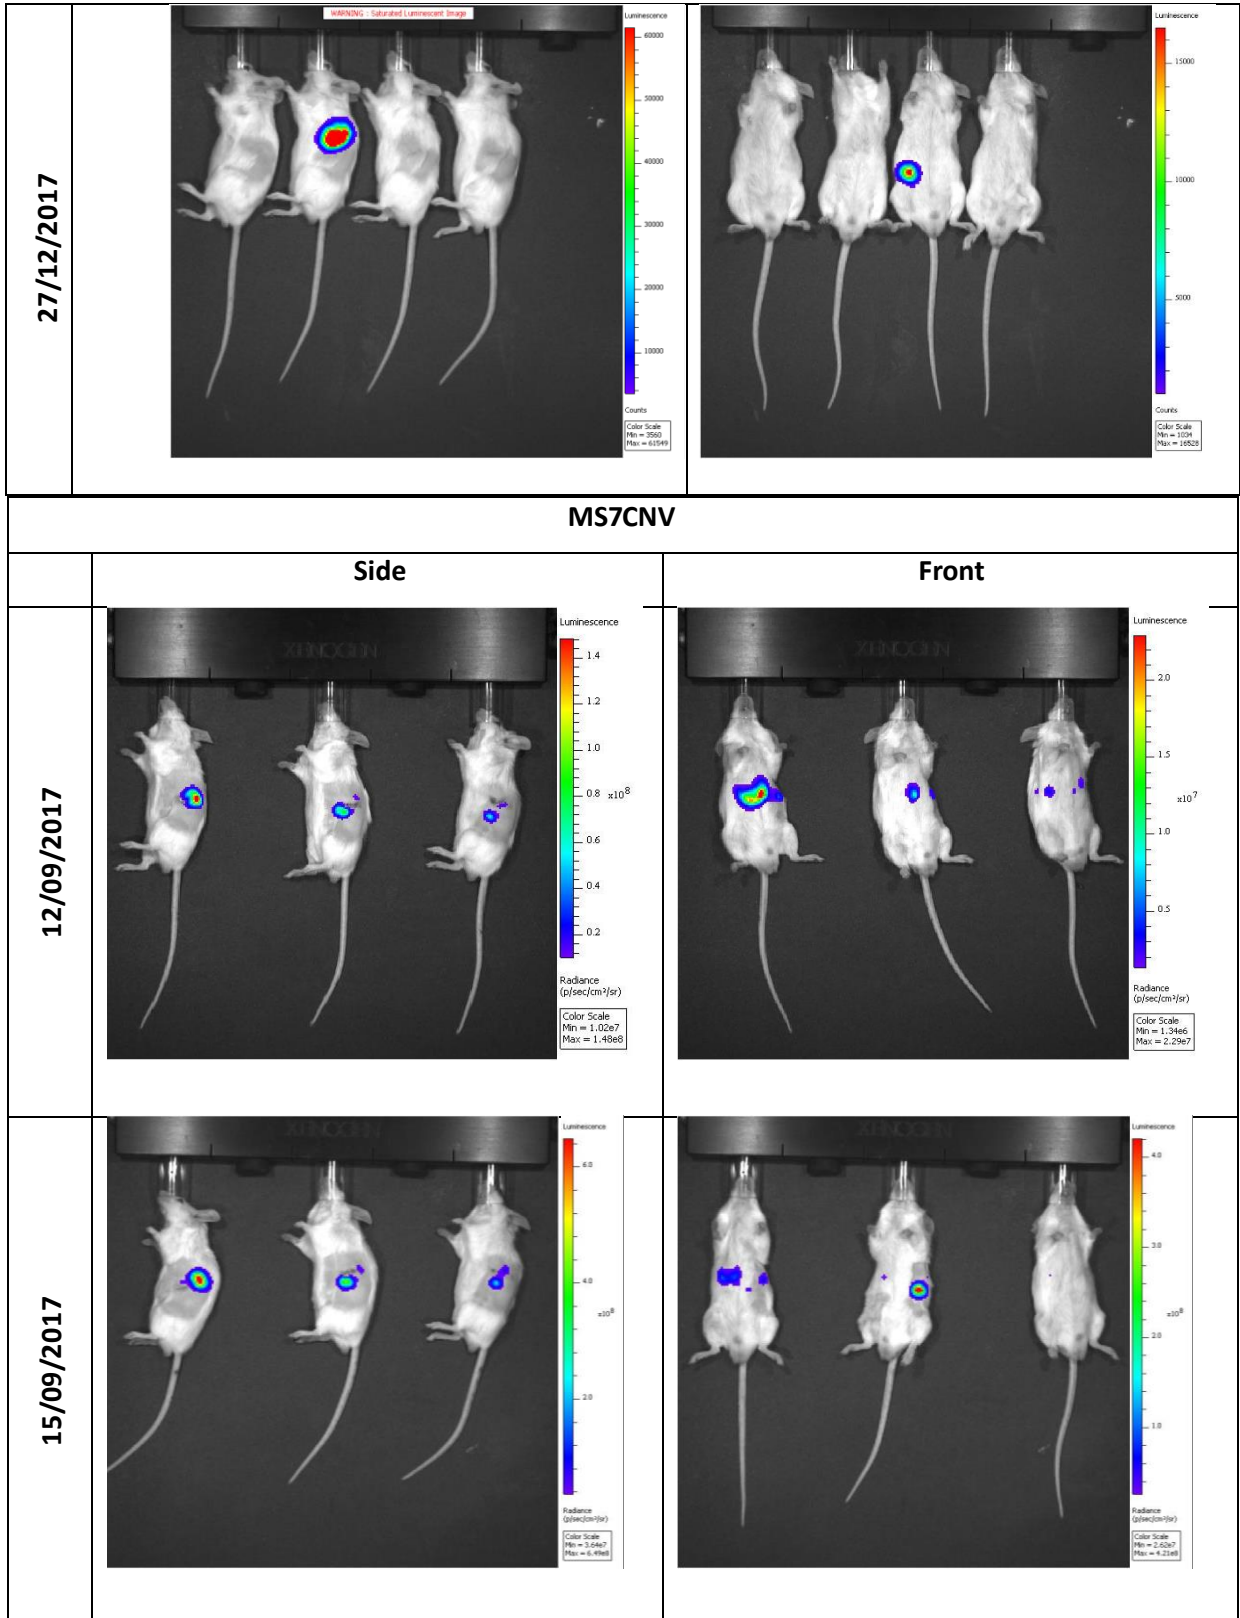 WARNING : Saturated Luminescent Image
27/12/2017
Luminescence
60000
50000
40000
30000
20000
10000
Counts
Color Scale
Min = 3560
Max = 61549
Luminescence
15000
10000
5000
Counts
Color Scale
Min = 1034
Max = 16528
MS7CNV
Side
Front
12/09/2017
XENOGEN
Luminescence
1.4
1.2
1.0
0.8
x10⁸
0.6
0.4
0.2
Radiance
(p/sec/cm²/sr)
Color Scale
Min = 1.02e7
Max = 1.48e8
XENOGEN
Luminescence
2.0
1.5
x10⁷
1.0
0.5
Radiance
(p/sec/cm²/sr)
Color Scale
Min = 1.34e6
Max = 2.29e7
15/09/2017
XENOGEN
Luminescence
6.0
4.0
x10⁸
2.0
Radiance
(p/sec/cm²/sr)
Color Scale
Min = 3.64e7
Max = 6.49e8
XENOGEN
Luminescence
4.0
3.0
x10⁸
2.0
1.0
Radiance
(p/sec/cm²/sr)
Color Scale
Min = 2.62e7
Max = 4.21e8